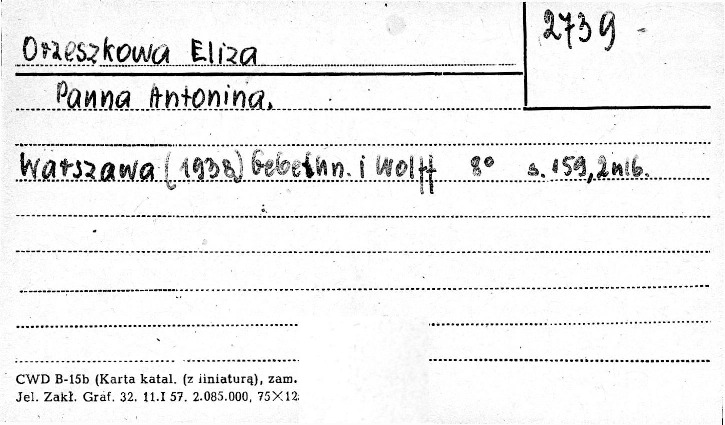 2739
Orzeszkowa Eliza
Panna Antonina.
Warszawa (1938) Gebethn. i Wolff 8° s. 159, 2 nlb.
CWD B-15b (Karta katal. (z liniaturą), zam.
Jel. Zakł. Graf. 32. 11.I 57. 2.085.000, 75×12